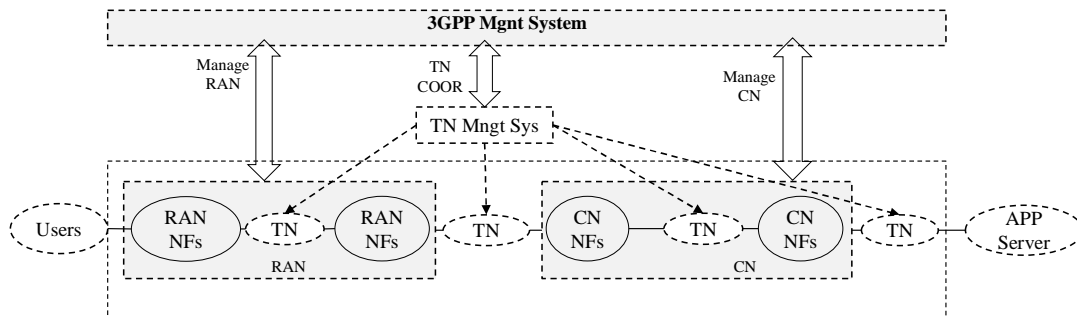 3GPP Mgnt System
Manage
RAN
TN
COOR
Manage
CN
TN Mngt Sys
Users
RAN
NFs
TN
RAN
NFs
TN
CN
NFs
TN
CN
NFs
TN
APP
Server
RAN
CN